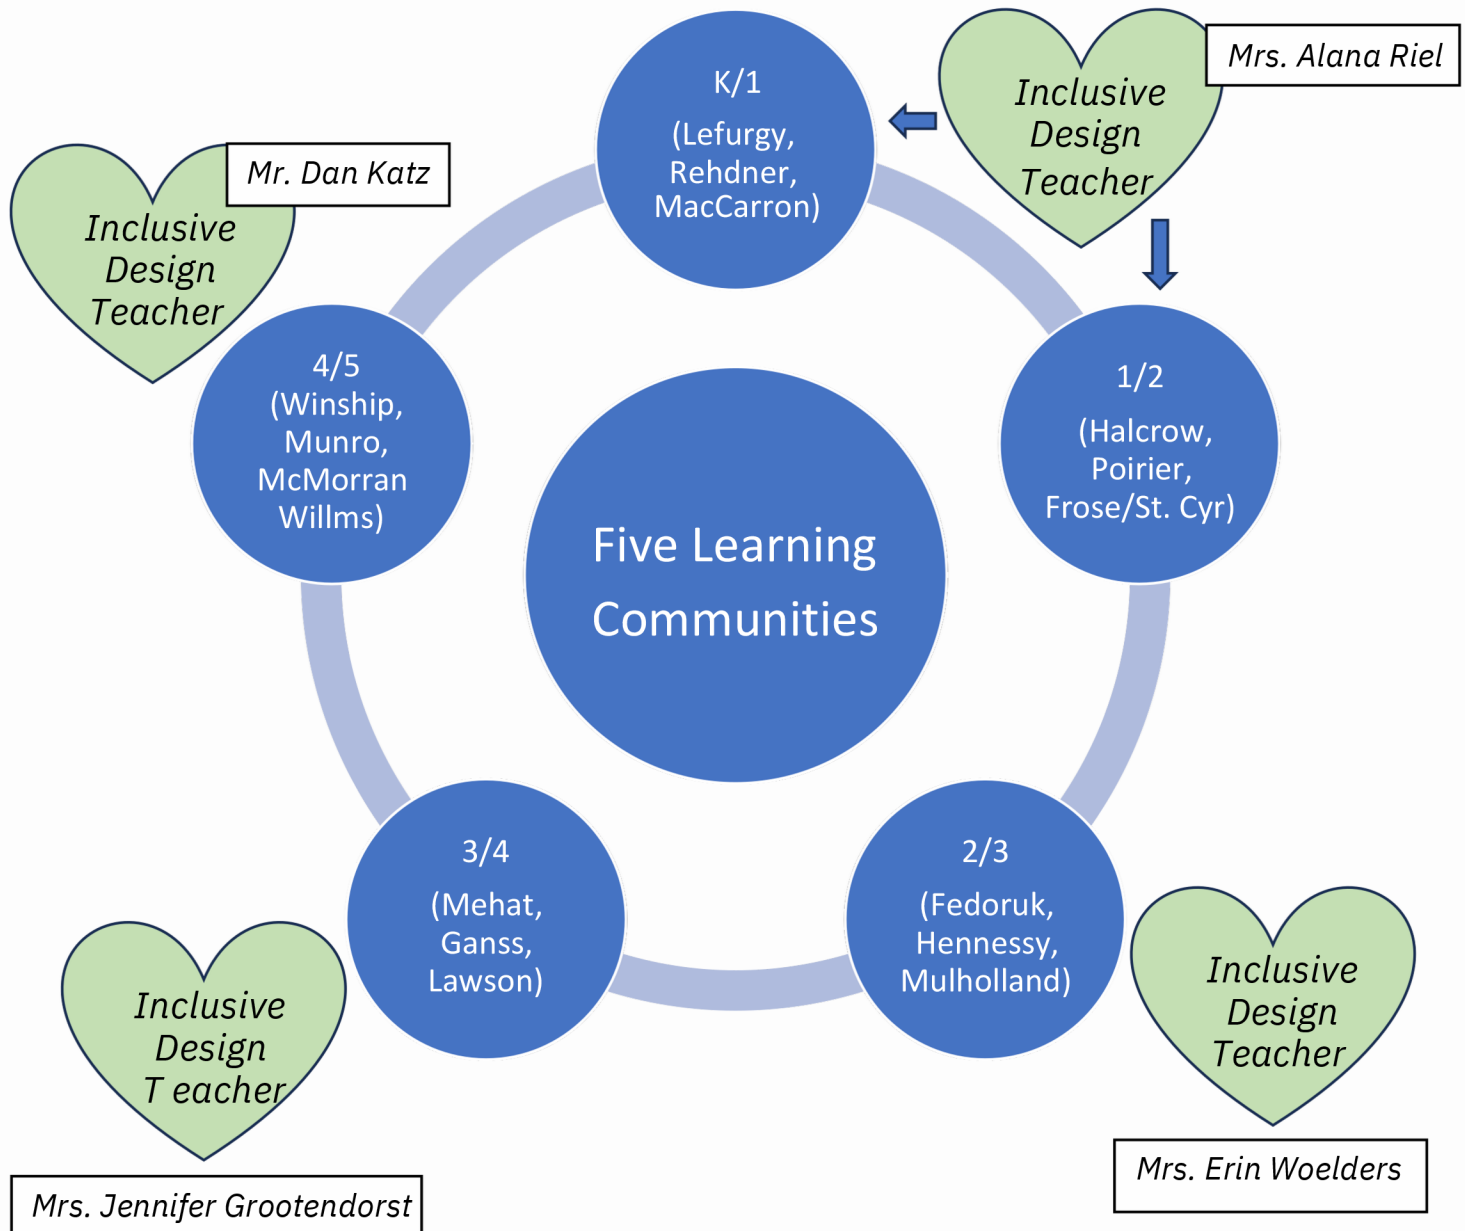 K/1
(Lefurgy,
Rehdner,
MacCarron)
Inclusive
Design
Teacher
Mrs. Alana Riel
Mr. Dan Katz
Inclusive
Design
Teacher
4/5
(Winship,
Munro,
McMorran
Willms)
1/2
(Halcrow,
Poirier,
Frose/St. Cyr)
Five Learning
Communities
3/4
(Mehat,
Ganss,
Lawson)
2/3
(Fedoruk,
Hennessy,
Mulholland)
Inclusive
Design
T eacher
Mrs. Jennifer Grootendorst
Inclusive
Design
Teacher
Mrs. Erin Woelders